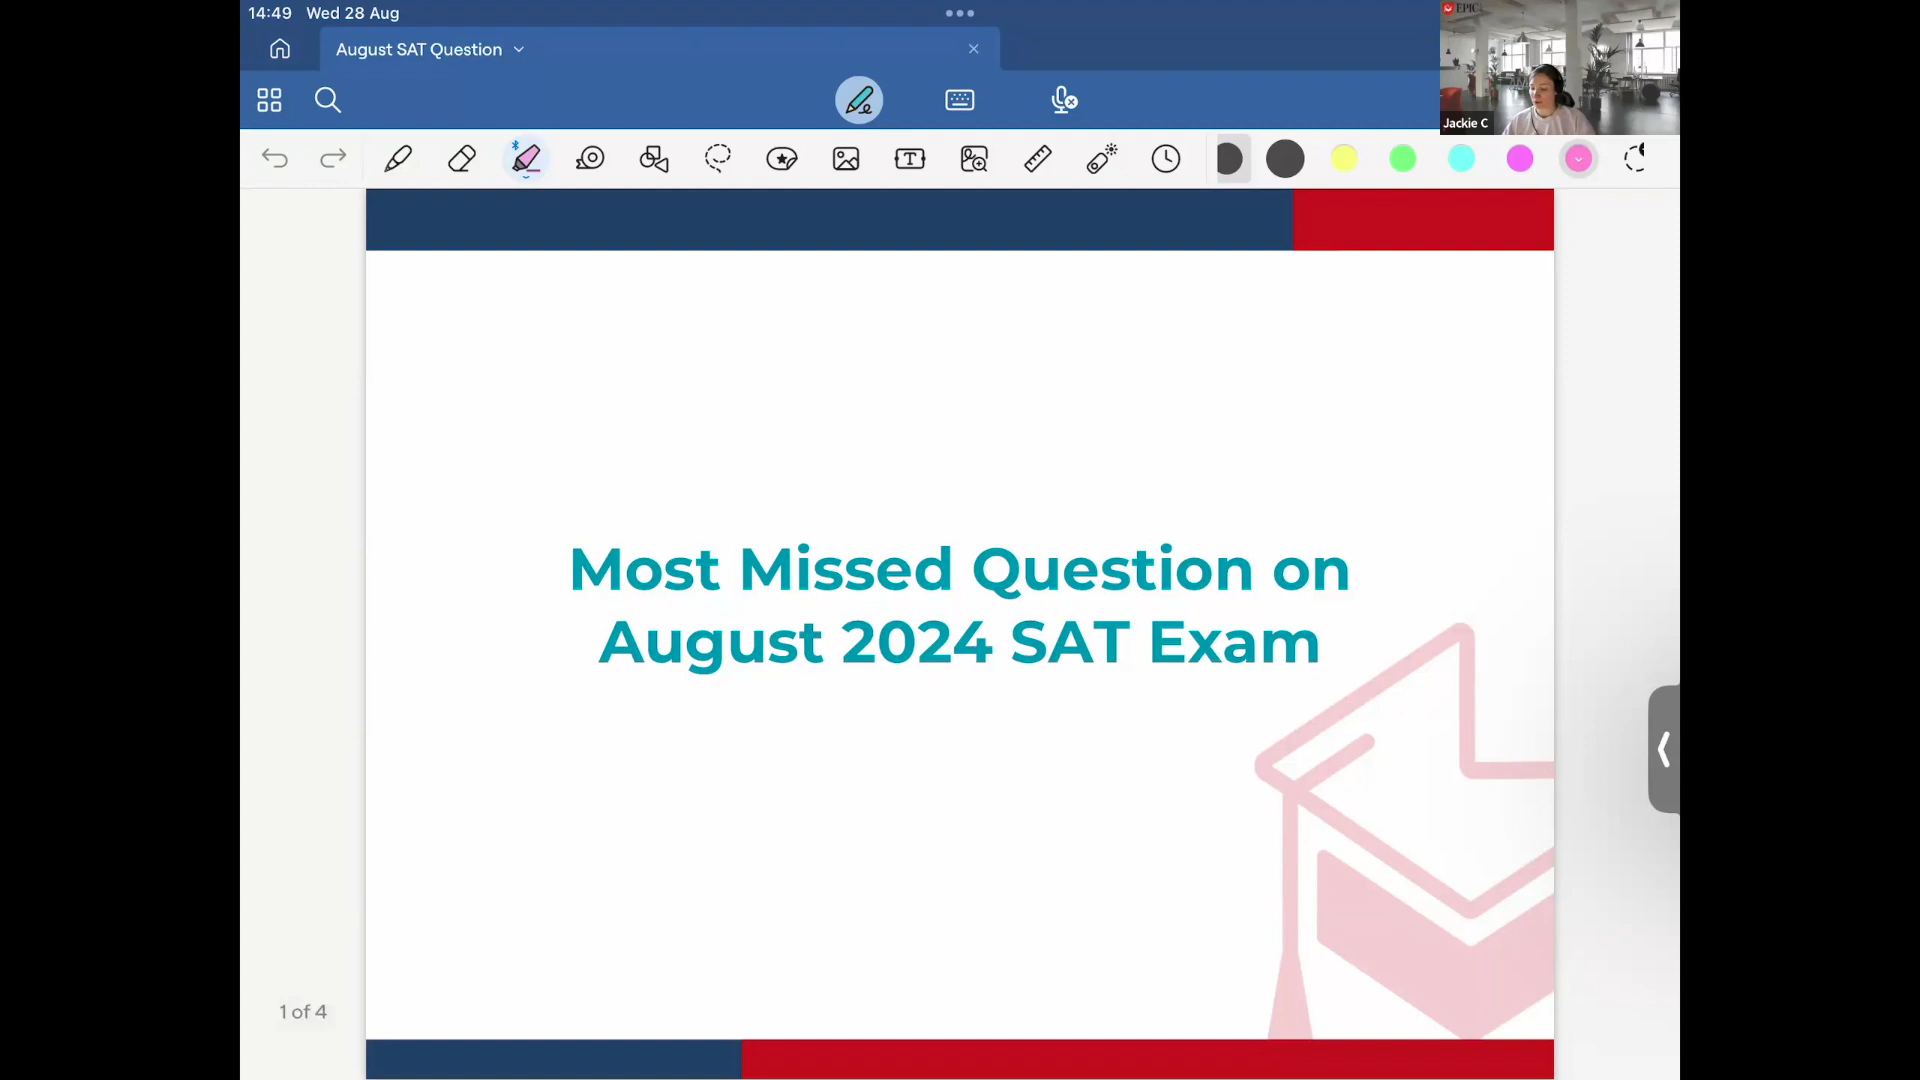 14:49 Wed 28 Aug
EPIC
August SAT Question
Jackie C
Most Missed Question on
August 2024 SAT Exam
1 of 4